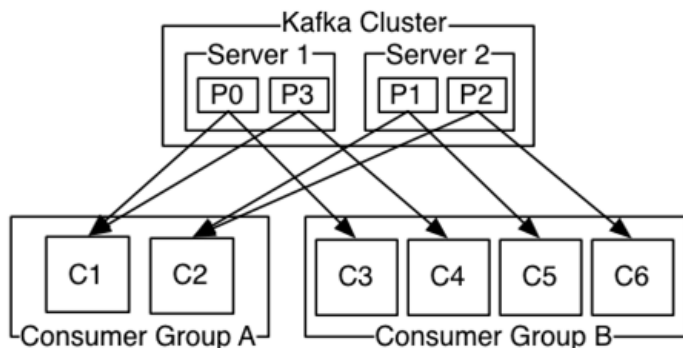 Kafka Cluster
Server 1 Server 2
P0 P3 P1 P2
C1 C2 C3 C4 C5 C6
Consumer Group A Consumer Group B